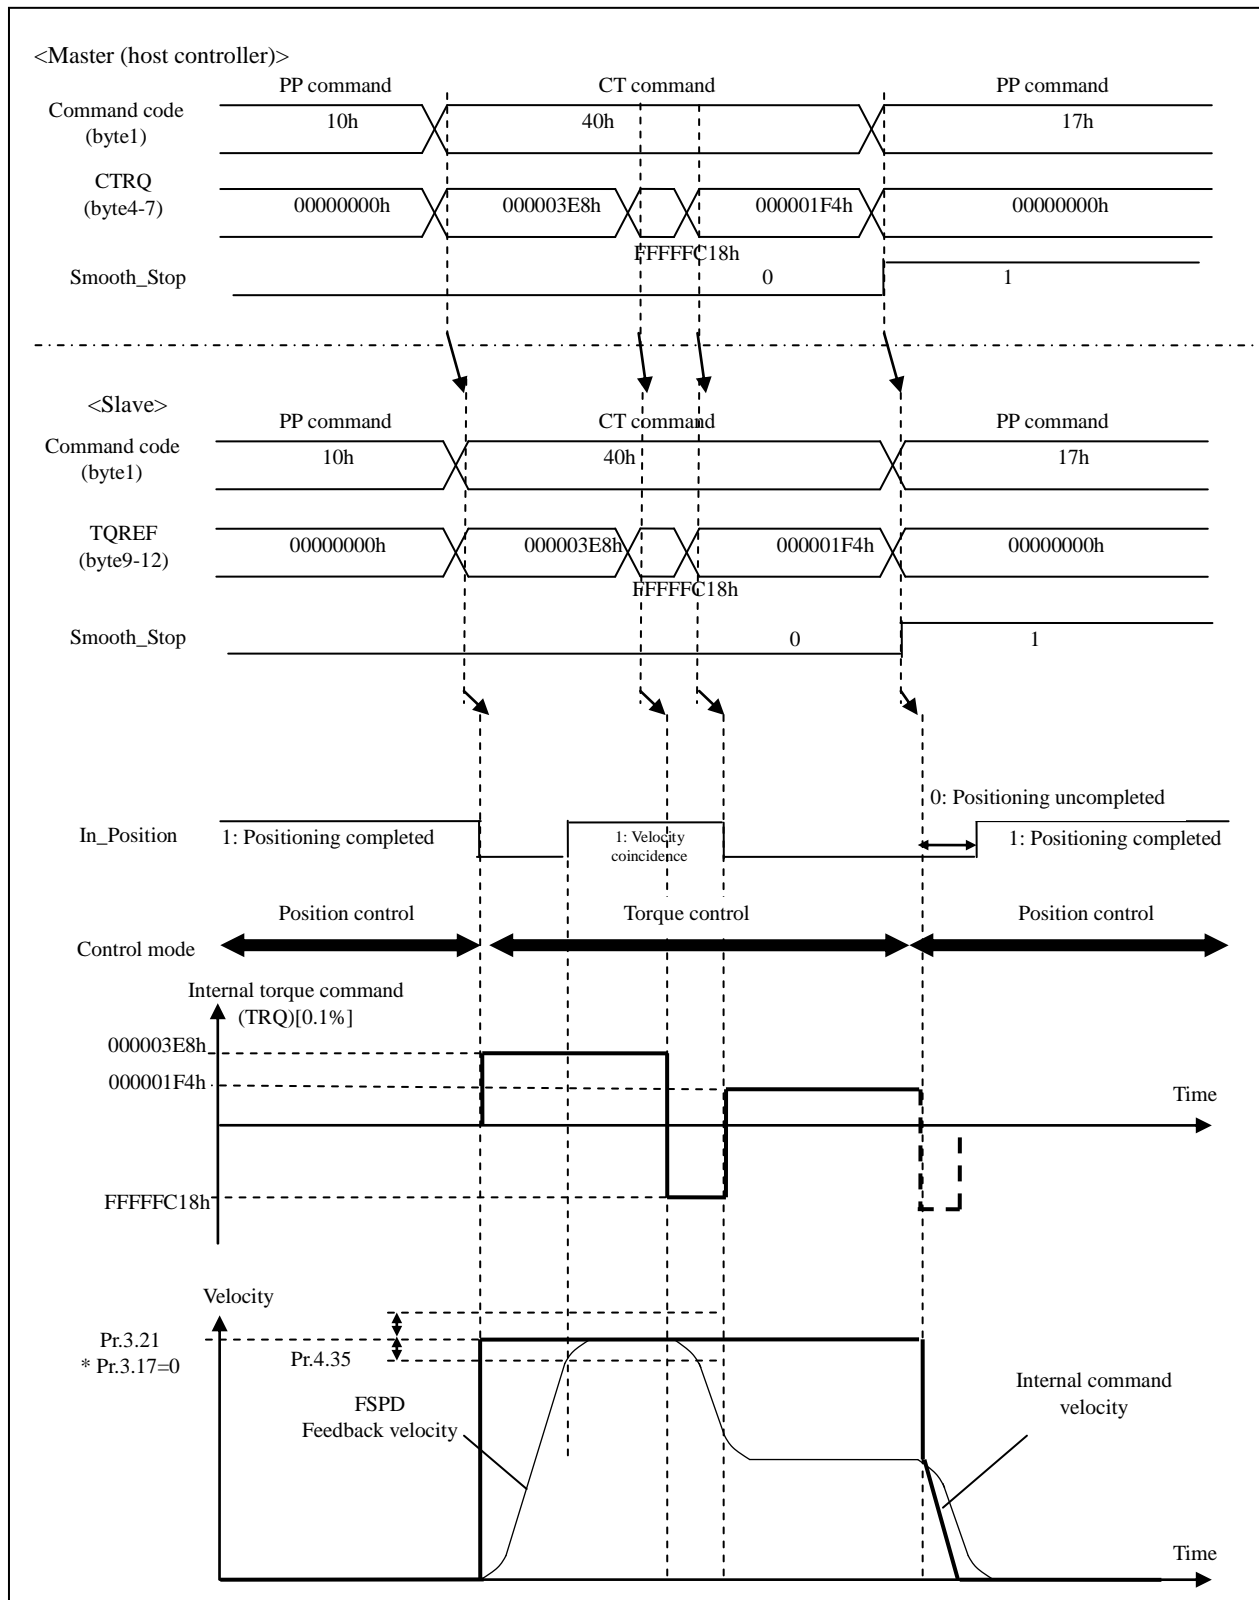 <Master (host controller)>
PP command
CT command
PP command
Command code
(byte1)
10h
40h
17h
CTRQ
(byte4-7)
00000000h
000003E8h
000001F4h
00000000h
FFFFFC18h
Smooth_Stop
0
1
<Slave>
PP command
CT command
PP command
Command code
(byte1)
10h
40h
17h
TQREF
(byte9-12)
00000000h
000003E8h
000001F4h
00000000h
FFFFFC18h
Smooth_Stop
0
1
0: Positioning uncompleted
In_Position
1: Positioning completed
1: Velocity
coincidence
1: Positioning completed
Position control
Torque control
Position control
Control mode
Internal torque command
(TRQ)[0.1%]
000003E8h
000001F4h
Time
FFFFFC18h
Velocity
Pr.3.21
* Pr.3.17=0
Pr.4.35
FSPD
Feedback velocity
Internal command
velocity
Time